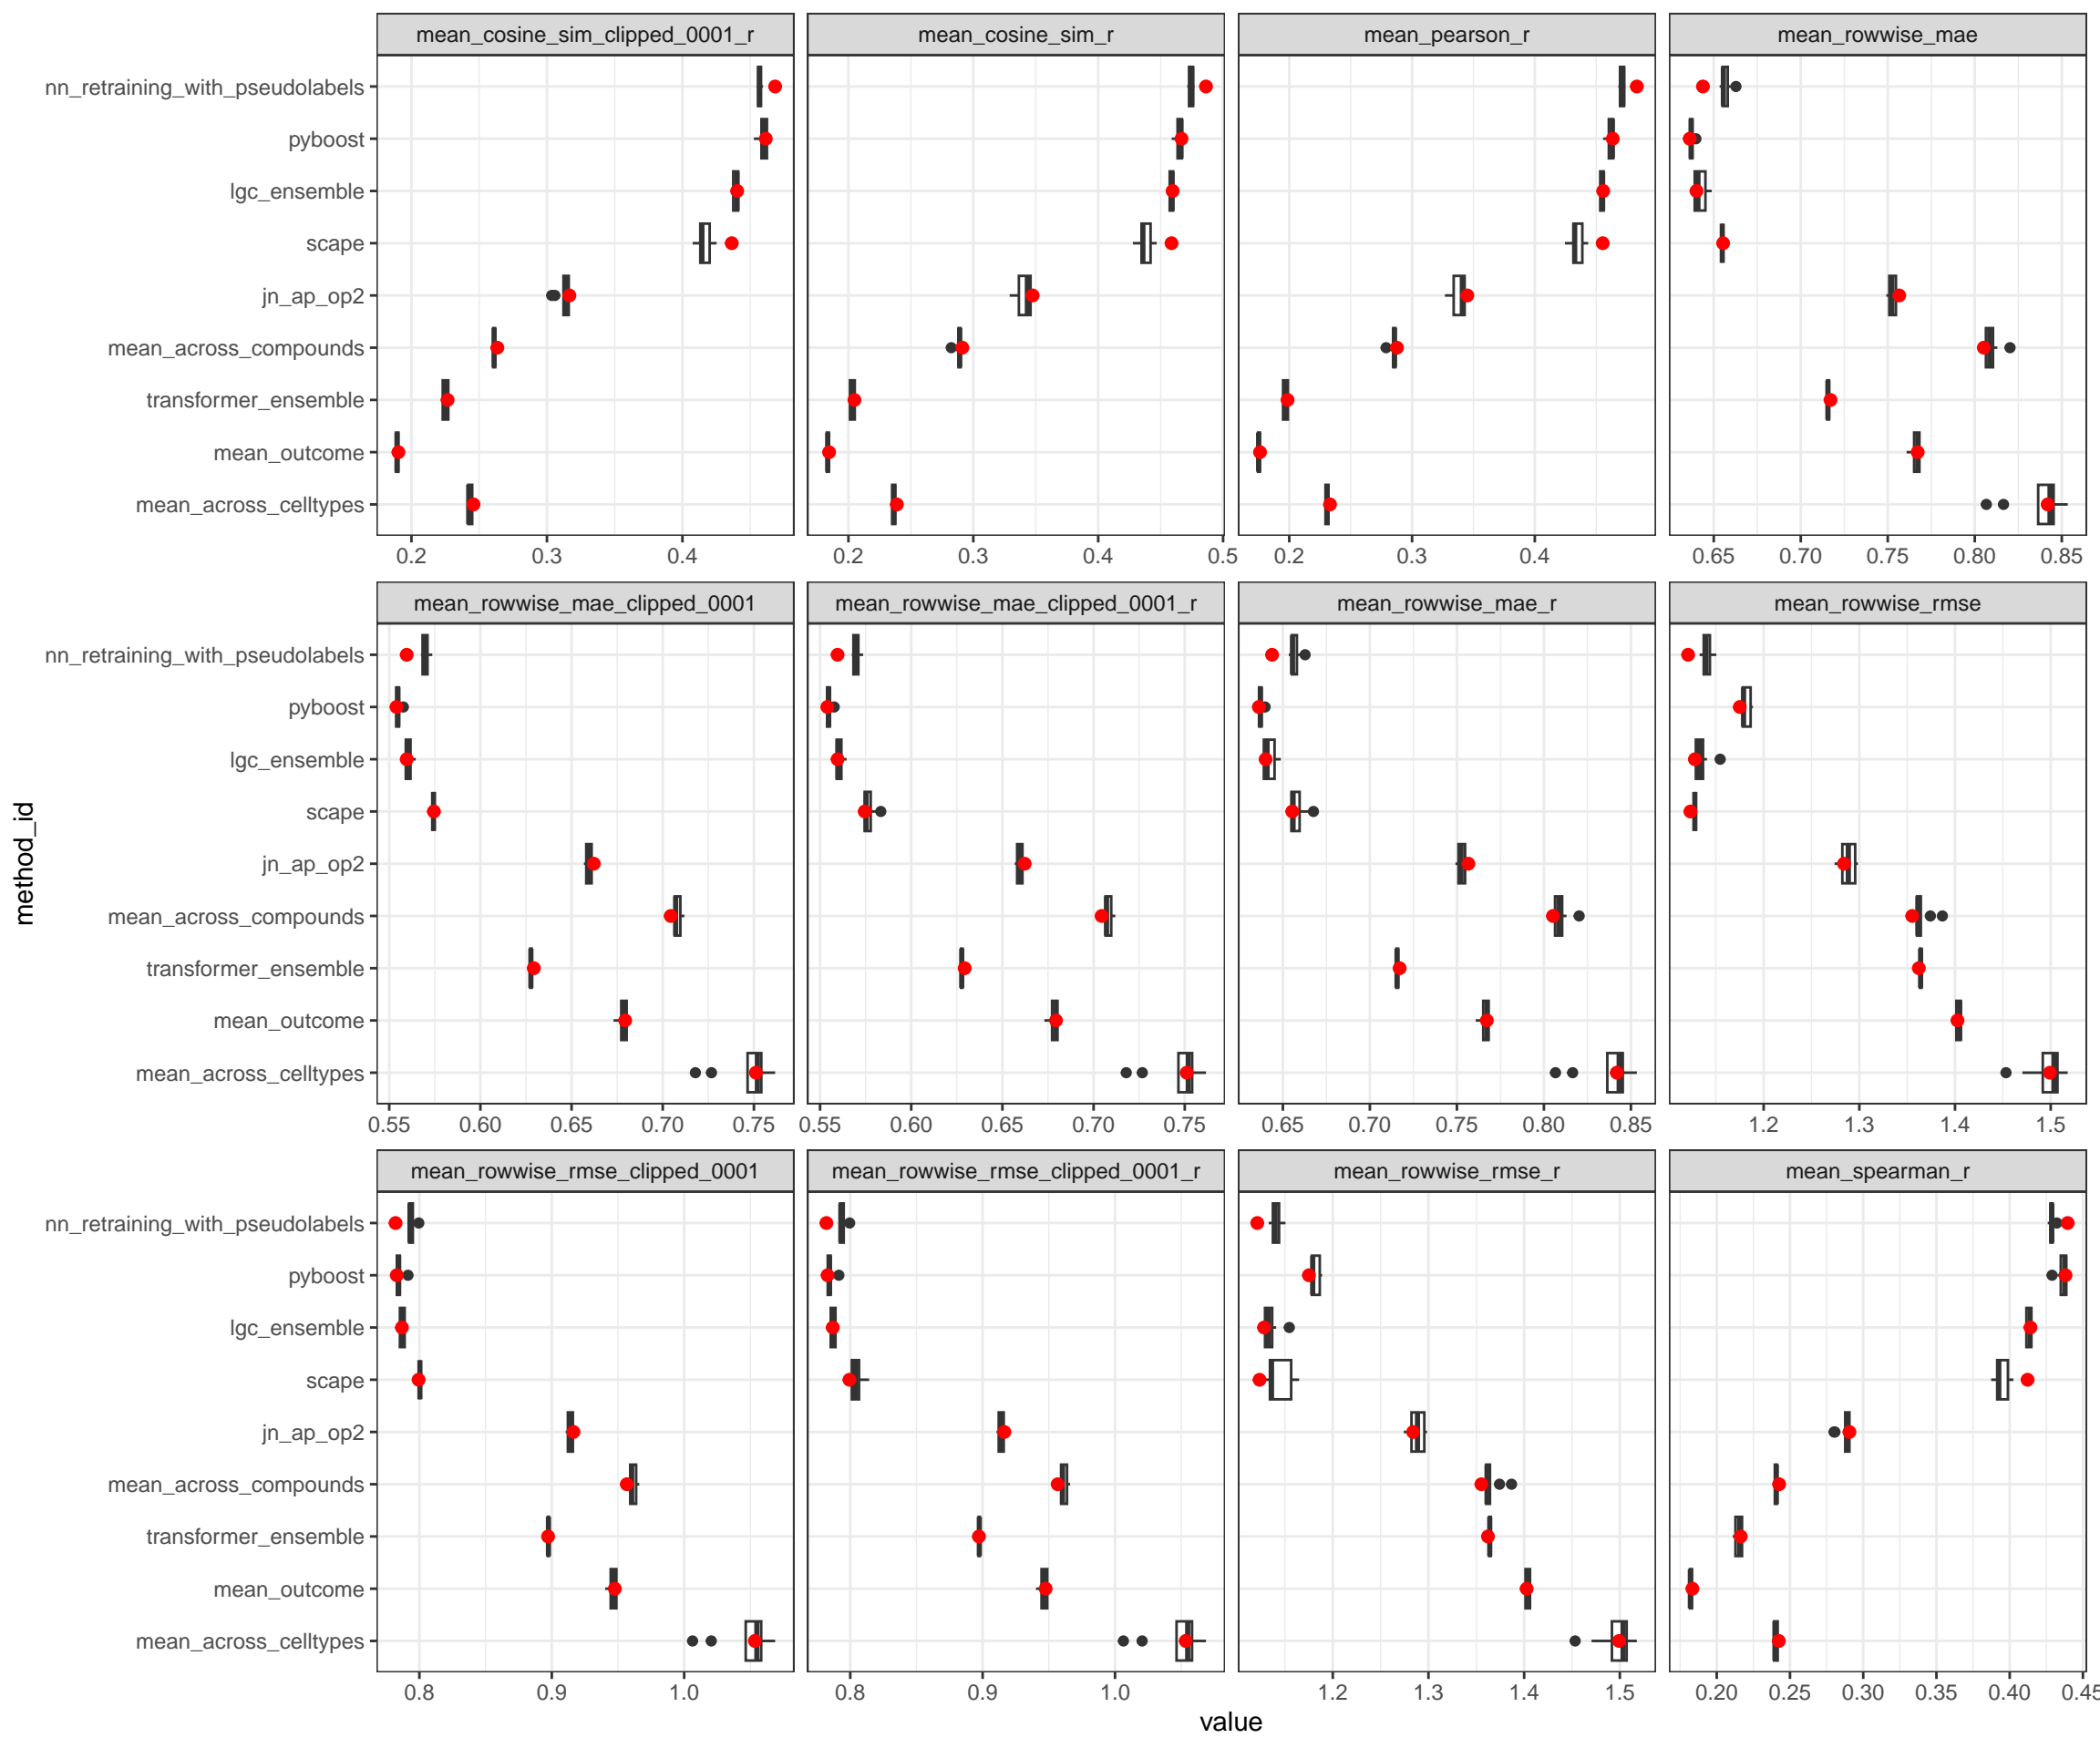 mean_cosine_sim_clipped_0001_r mean_cosine_sim_r mean_pearson_r mean_rowwise_mae
nn_retraining_with_pseudolabels
pyboost
lgc_ensemble
scape
jn_ap_op2
mean_across_compounds
transformer_ensemble
mean_outcome
mean_across_celltypes
0.2 0.3 0.4 0.2 0.3 0.4 0.5 0.2 0.3 0.4 0.65 0.70 0.75 0.80 0.85
mean_rowwise_mae_clipped_0001 mean_rowwise_mae_clipped_0001_r mean_rowwise_mae_r mean_rowwise_rmse
nn_retraining_with_pseudolabels
pyboost
lgc_ensemble
scape
jn_ap_op2
mean_across_compounds
transformer_ensemble
mean_outcome
mean_across_celltypes
method_id
0.55 0.60 0.65 0.70 0.75 0.55 0.60 0.65 0.70 0.75 0.65 0.70 0.75 0.80 0.85 1.2 1.3 1.4 1.5
mean_rowwise_rmse_clipped_0001 mean_rowwise_rmse_clipped_0001_r mean_rowwise_rmse_r mean_spearman_r
nn_retraining_with_pseudolabels
pyboost
lgc_ensemble
scape
jn_ap_op2
mean_across_compounds
transformer_ensemble
mean_outcome
mean_across_celltypes
0.8 0.9 1.0 0.8 0.9 1.0 1.2 1.3 1.4 1.5 0.20 0.25 0.30 0.35 0.40 0.45
value